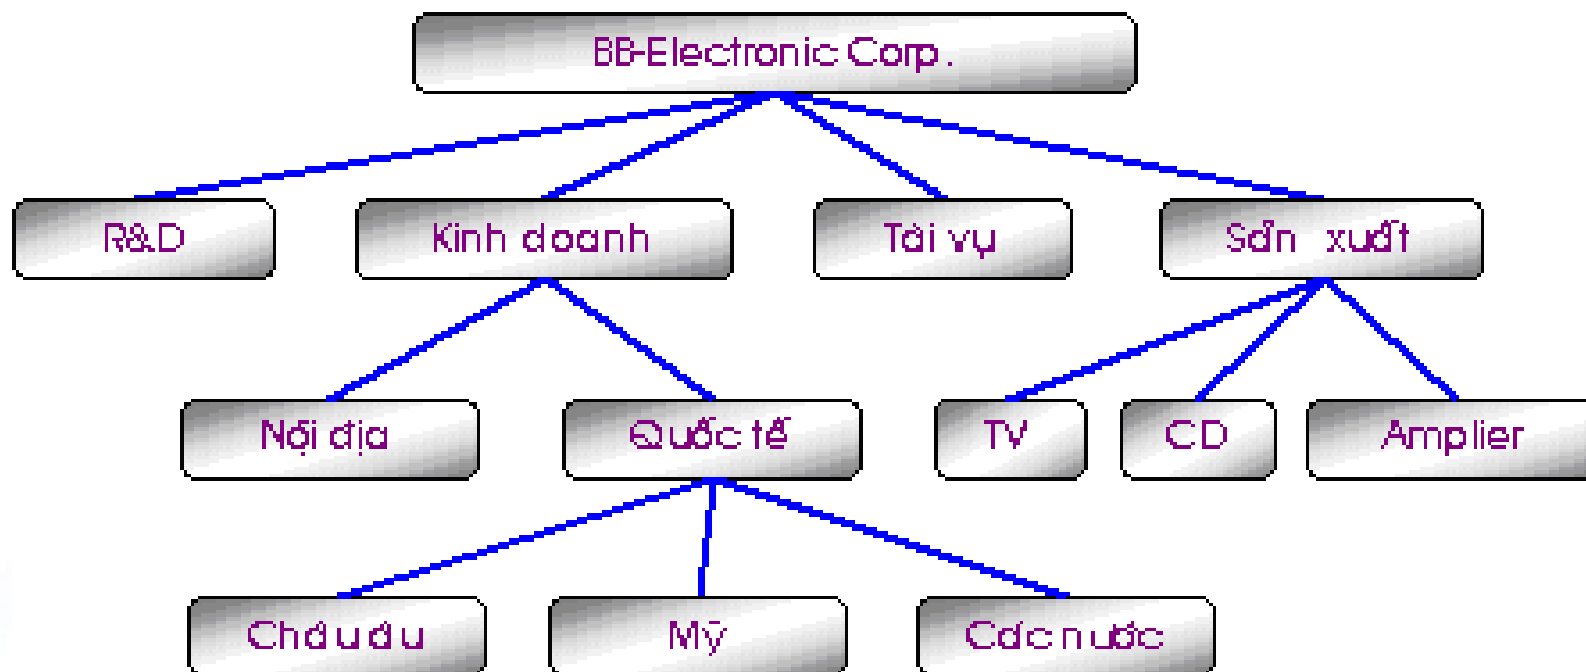 BB-Electronic Corp.
R&D
Kinh doanh
Tài vụ
Sản xuất
Nội địa
Quốc tế
TV
CD
Amplier
Châu âu
Mỹ
Các nước